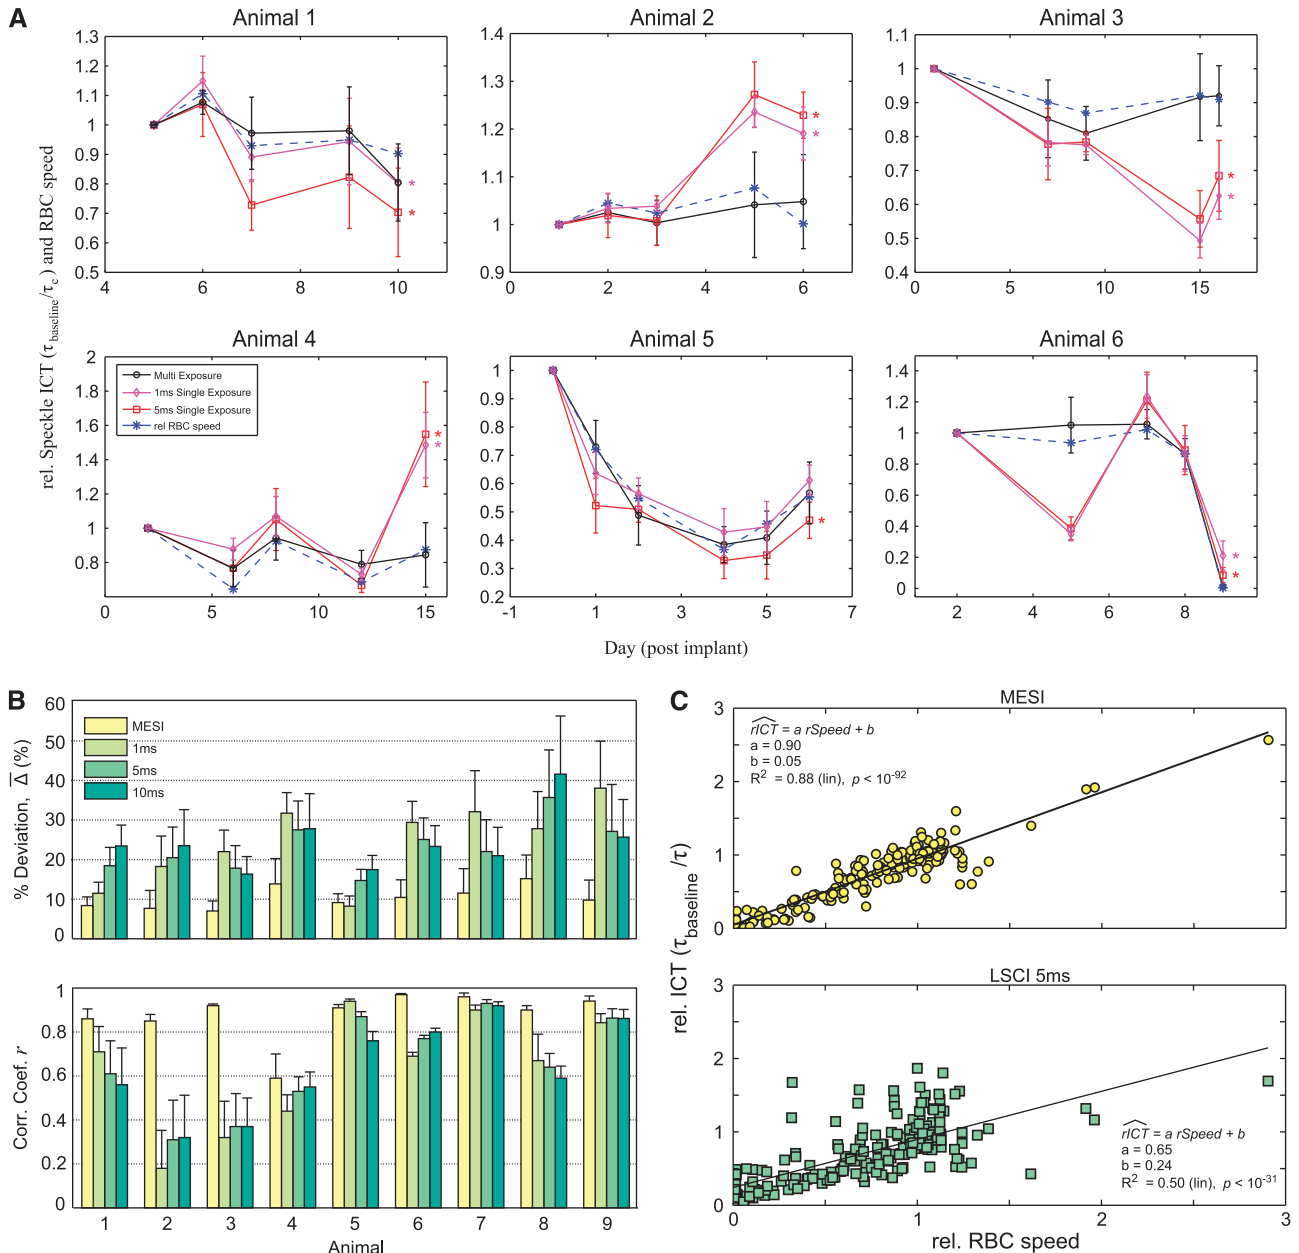 A
Animal 1
Animal 2
Animal 3
rel. Speckle ICT (τbaseline/τc) and RBC speed
1.3
1.2
1.1
1
0.9
0.8
0.7
0.6
0.5
4
6
8
10
*
*
1.4
1.3
1.2
1.1
1
0.9
0
2
4
6
*
*
1.1
1
0.9
0.8
0.7
0.6
0.5
0.4
0
5
10
15
*
*
Animal 4
Animal 5
Animal 6
2
1.8
1.6
1.4
1.2
1
0.8
0
5
10
15
Multi Exposure
1ms Single Exposure
5ms Single Exposure
rel RBC speed
*
*
1
0.9
0.8
0.7
0.6
0.5
0.4
0.3
0.2
-1
1
3
5
7
*
1.4
1.2
1
0.8
0.6
0.4
0.2
0
2
4
6
8
*
*
Day (post implant)
B
% Deviation, Δ̅ (%)
60
50
40
30
20
10
0
MESI
1ms
5ms
10ms
Corr. Coef. r
1
0.8
0.6
0.4
0.2
0
1 2 3 4 5 6 7 8 9
Animal
C
MESI
rel. ICT (τbaseline /τ)
3
2
1
0
rICT = a rSpeed + b
a = 0.90
b = 0.05
R² = 0.88 (lin), p < 10⁻⁹²
LSCI 5ms
3
2
1
0
rICT = a rSpeed + b
a = 0.65
b = 0.24
R² = 0.50 (lin), p < 10⁻³¹
0 1 2 3
rel. RBC speed